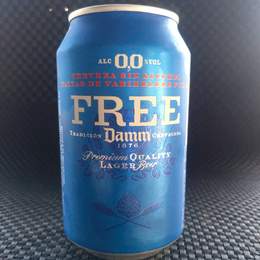 ALC 0,0 %VOL
CERVEZA SIN ALCOHOL
FREE
TRADICIÓN Damm CERVECERA
1876
Premium QUALITY
LAGER Beer